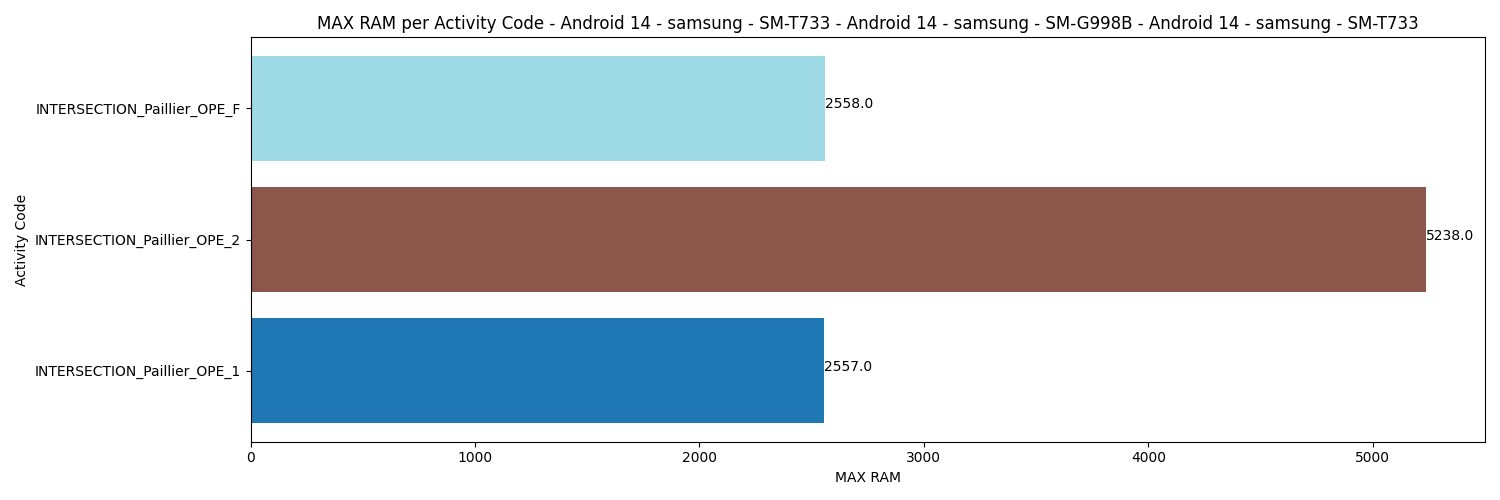 MAX RAM per Activity Code - Android 14 - samsung - SM-T733 - Android 14 - samsung - SM-G998B - Android 14 - samsung - SM-T733
INTERSECTION_Paillier_OPE_F
2558.0
INTERSECTION_Paillier_OPE_2
5238.0
INTERSECTION_Paillier_OPE_1
2557.0
Activity Code
0 1000 2000 3000 4000 5000
MAX RAM